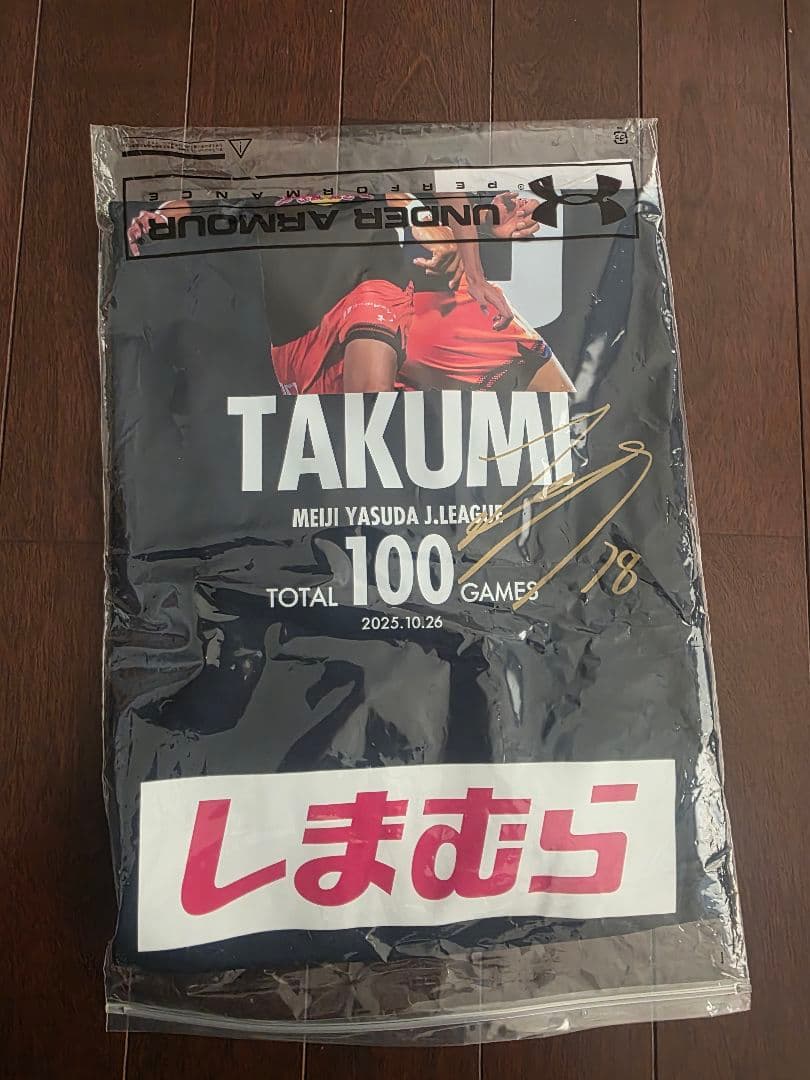 UNDER ARMOUR
PERFORMANCE
TAKUMI
MEIJI YASUDA J.LEAGUE
TOTAL 100 GAMES
2025.10.26
78
しまむら